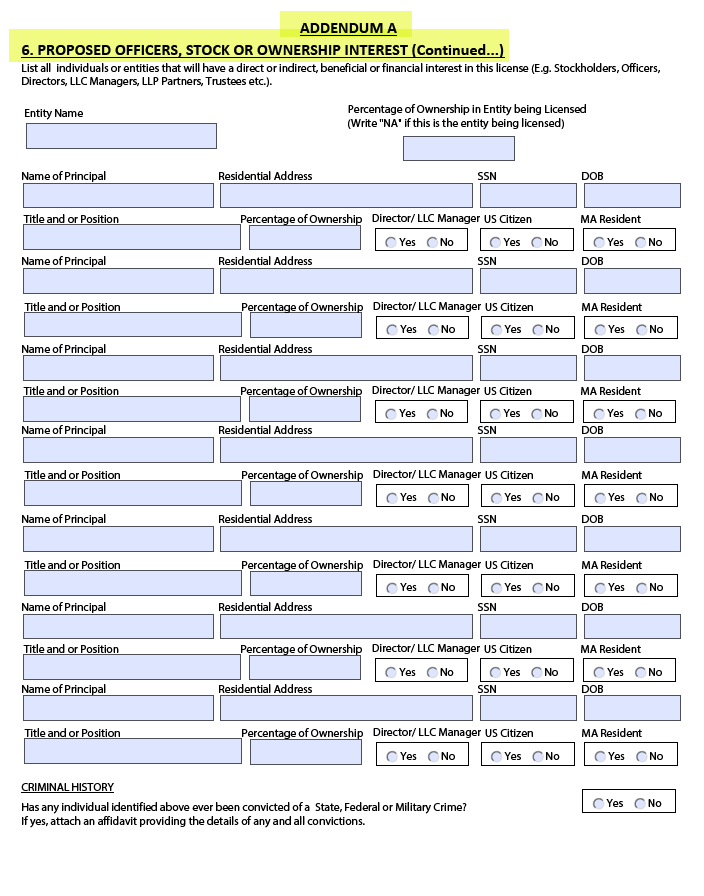 ADDENDUM A
6. PROPOSED OFFICERS, STOCK OR OWNERSHIP INTEREST (Continued...)
List all individuals or entities that will have a direct or indirect, beneficial or financial interest in this license (E.g. Stockholders, Officers,
Directors, LLC Managers, LLP Partners, Trustees etc.).
Entity Name
Percentage of Ownership in Entity being Licensed
(Write "NA" if this is the entity being licensed)
Name of Principal Residential Address SSN DOB
Title and or Position Percentage of Ownership Director/ LLC Manager US Citizen MA Resident
Yes No Yes No Yes No
Name of Principal Residential Address SSN DOB
Title and or Position Percentage of Ownership Director/ LLC Manager US Citizen MA Resident
Yes No Yes No Yes No
Name of Principal Residential Address SSN DOB
Title and or Position Percentage of Ownership Director/ LLC Manager US Citizen MA Resident
Yes No Yes No Yes No
Name of Principal Residential Address SSN DOB
Title and or Position Percentage of Ownership Director/ LLC Manager US Citizen MA Resident
Yes No Yes No Yes No
Name of Principal Residential Address SSN DOB
Title and or Position Percentage of Ownership Director/ LLC Manager US Citizen MA Resident
Yes No Yes No Yes No
Name of Principal Residential Address SSN DOB
Title and or Position Percentage of Ownership Director/ LLC Manager US Citizen MA Resident
Yes No Yes No Yes No
Name of Principal Residential Address SSN DOB
Title and or Position Percentage of Ownership Director/ LLC Manager US Citizen MA Resident
Yes No Yes No Yes No
CRIMINAL HISTORY
Has any individual identified above ever been convicted of a State, Federal or Military Crime? Yes No
If yes, attach an affidavit providing the details of any and all convictions.